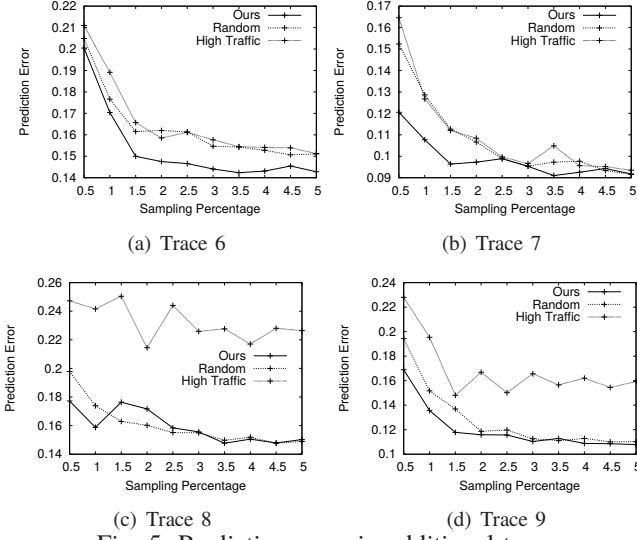 Ours
Random
High Traffic
0.22
0.21
0.2
0.19
0.18
0.17
0.16
0.15
0.14
Prediction Error
0.5 1 1.5 2 2.5 3 3.5 4 4.5 5
Sampling Percentage
(a) Trace 6
Ours
Random
High Traffic
0.17
0.16
0.15
0.14
0.13
0.12
0.11
0.1
0.09
Prediction Error
0.5 1 1.5 2 2.5 3 3.5 4 4.5 5
Sampling Percentage
(b) Trace 7
0.26
0.24
0.22
0.2
0.18
0.16
0.14
Prediction Error
Ours
Random
High Traffic
0.5 1 1.5 2 2.5 3 3.5 4 4.5 5
Sampling Percentage
(c) Trace 8
Ours
Random
High Traffic
0.24
0.22
0.2
0.18
0.16
0.14
0.12
0.1
Prediction Error
0.5 1 1.5 2 2.5 3 3.5 4 4.5 5
Sampling Percentage
(d) Trace 9